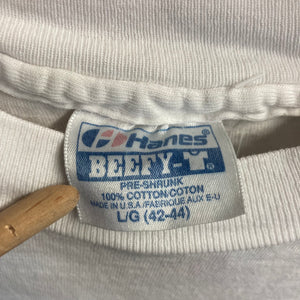 Hanes®
BEEFY-T®
PRE-SHRUNK
100% COTTON/COTON
MADE IN U.S.A./FABRIQUE AUX E-U
L/G (42-44)